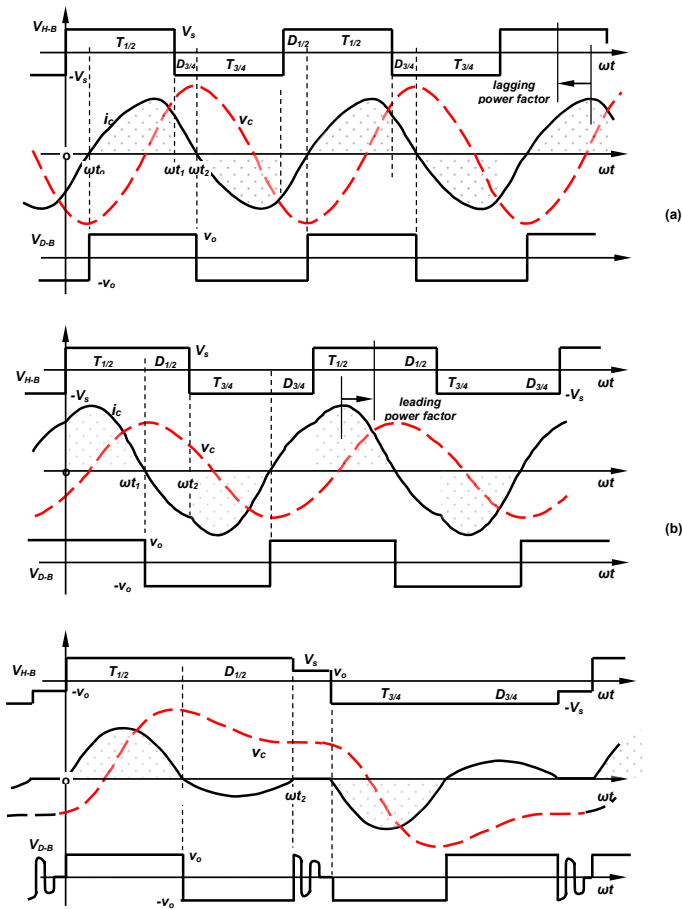 V_H-B V_s
T_1/2 D_1/2 T_1/2
ωt
D_3/4 T_3/4 D_3/4 T_3/4
-V_s
lagging
power factor
i_c v_c v_c
o ωt_o ωt_1 ωt_2 ωt
(a)
V_D-B v_o
-v_o ωt
V_s
T_1/2 D_1/2 T_1/2 D_1/2
ωt
V_H-B T_3/4 D_3/4 T_3/4 D_3/4
-V_s -V_s
i_c leading
power factor
v_c
o ωt_1 ωt_2 ωt
(b)
v_o
V_D-B -v_o ωt
V_H-B V_s
T_1/2 D_1/2 v_o
ωt
-v_o T_3/4 D_3/4
-V_s
v_c
o ωt_2 ωt
V_D-B v_o
-v_o ωt